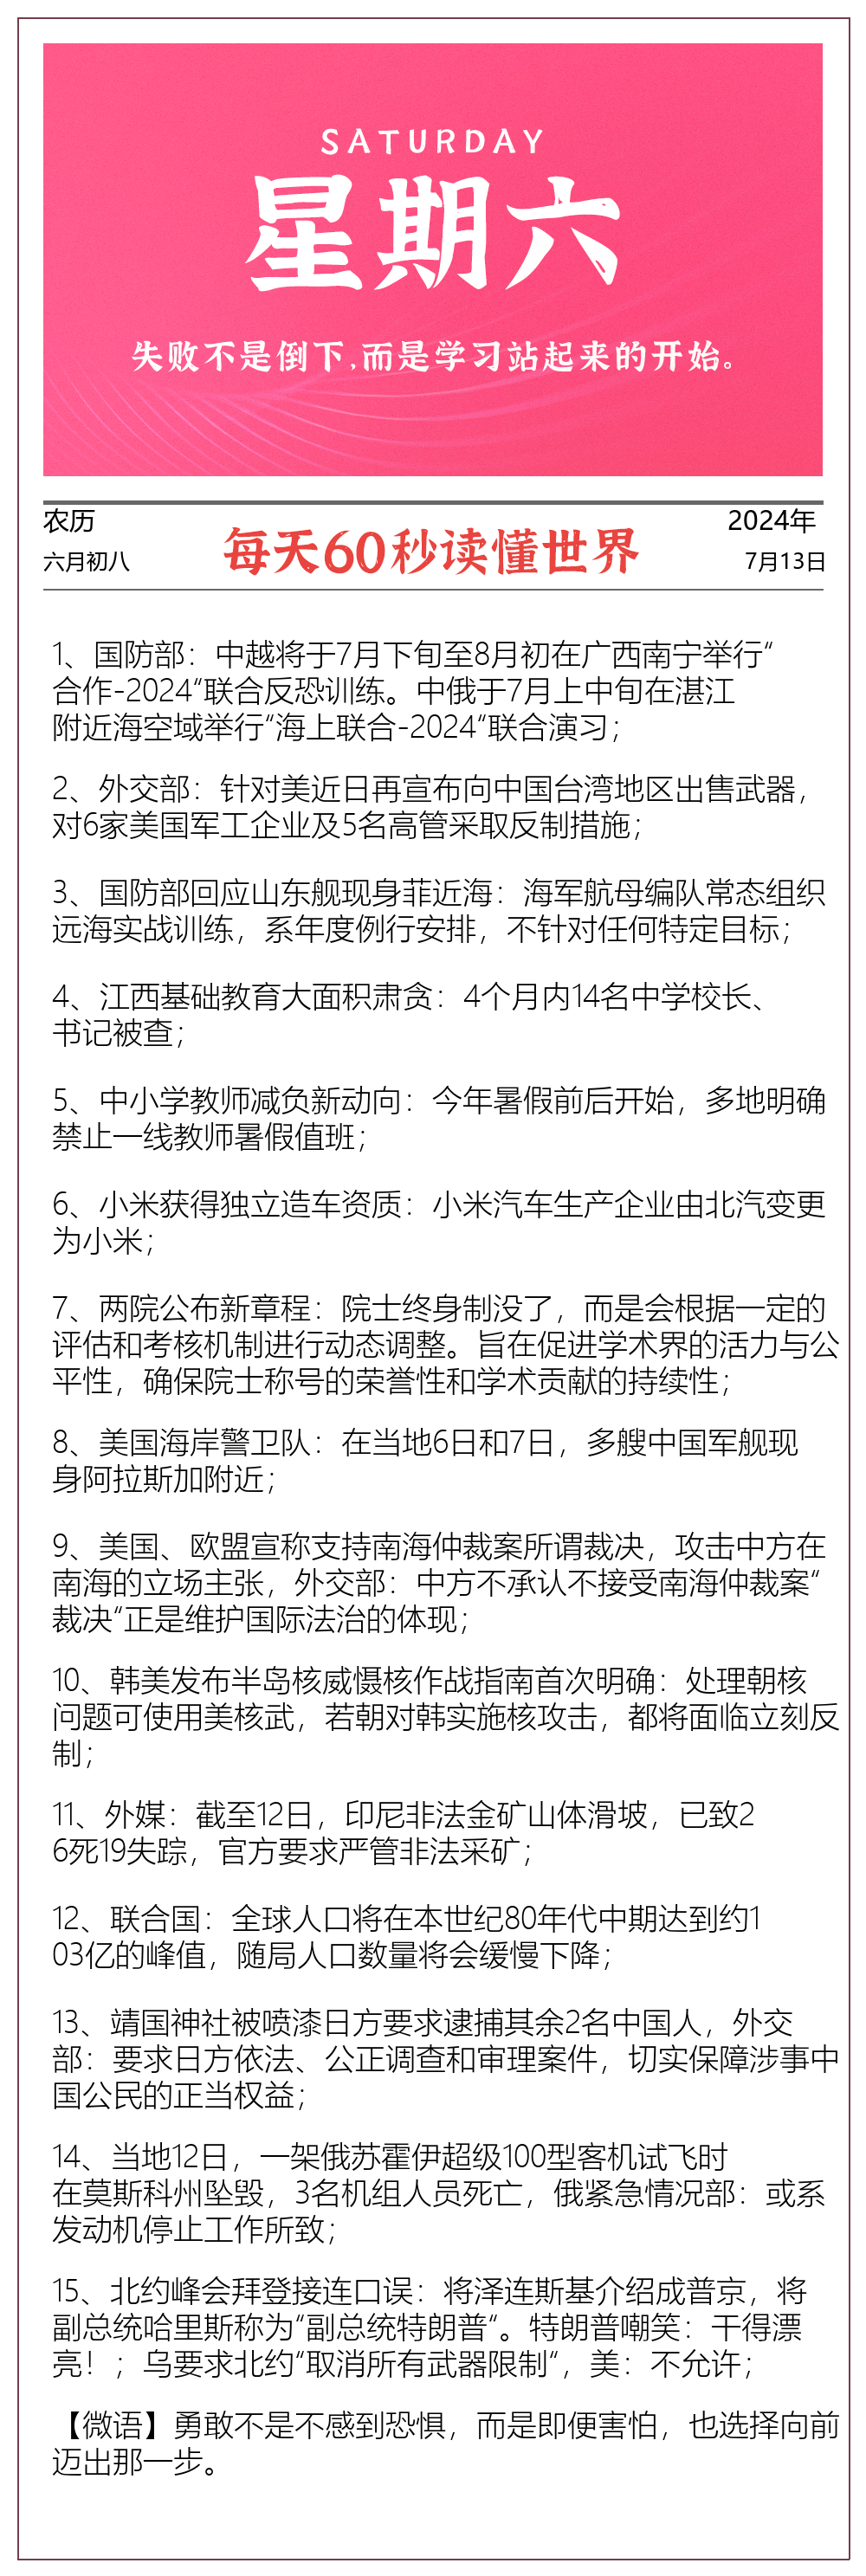 SATURDAY
星期六
失败不是倒下,而是学习站起来的开始。
农历
六月初八
每天60秒读懂世界
2024年
7月13日
1、国防部：中越将于7月下旬至8月初在广西南宁举行“
合作-2024“联合反恐训练。中俄于7月上中旬在湛江
附近海空域举行“海上联合-2024“联合演习；
2、外交部：针对美近日再宣布向中国台湾地区出售武器，
对6家美国军工企业及5名高管采取反制措施；
3、国防部回应山东舰现身菲近海：海军航母编队常态组织
远海实战训练，系年度例行安排，不针对任何特定目标；
4、江西基础教育大面积肃贪：4个月内14名中学校长、
书记被查；
5、中小学教师减负新动向：今年暑假前后开始，多地明确
禁止一线教师暑假值班；
6、小米获得独立造车资质：小米汽车生产企业由北汽变更
为小米；
7、两院公布新章程：院士终身制没了，而是会根据一定的
评估和考核机制进行动态调整。旨在促进学术界的活力与公
平性，确保院士称号的荣誉性和学术贡献的持续性；
8、美国海岸警卫队：在当地6日和7日，多艘中国军舰现
身阿拉斯加附近；
9、美国、欧盟宣称支持南海仲裁案所谓裁决，攻击中方在
南海的立场主张，外交部：中方不承认不接受南海仲裁案“
裁决“正是维护国际法治的体现；
10、韩美发布半岛核威慑核作战指南首次明确：处理朝核
问题可使用美核武，若朝对韩实施核攻击，都将面临立刻反
制；
11、外媒：截至12日，印尼非法金矿山体滑坡，已致2
6死19失踪，官方要求严管非法采矿；
12、联合国：全球人口将在本世纪80年代中期达到约1
03亿的峰值，随局人口数量将会缓慢下降；
13、靖国神社被喷漆日方要求逮捕其余2名中国人，外交
部：要求日方依法、公正调查和审理案件，切实保障涉事中
国公民的正当权益；
14、当地12日，一架俄苏霍伊超级100型客机试飞时
在莫斯科州坠毁，3名机组人员死亡，俄紧急情况部：或系
发动机停止工作所致；
15、北约峰会拜登接连口误：将泽连斯基介绍成普京，将
副总统哈里斯称为“副总统特朗普“。特朗普嘲笑：干得漂
亮！；乌要求北约“取消所有武器限制“，美：不允许；
【微语】勇敢不是不感到恐惧，而是即便害怕，也选择向前
迈出那一步。